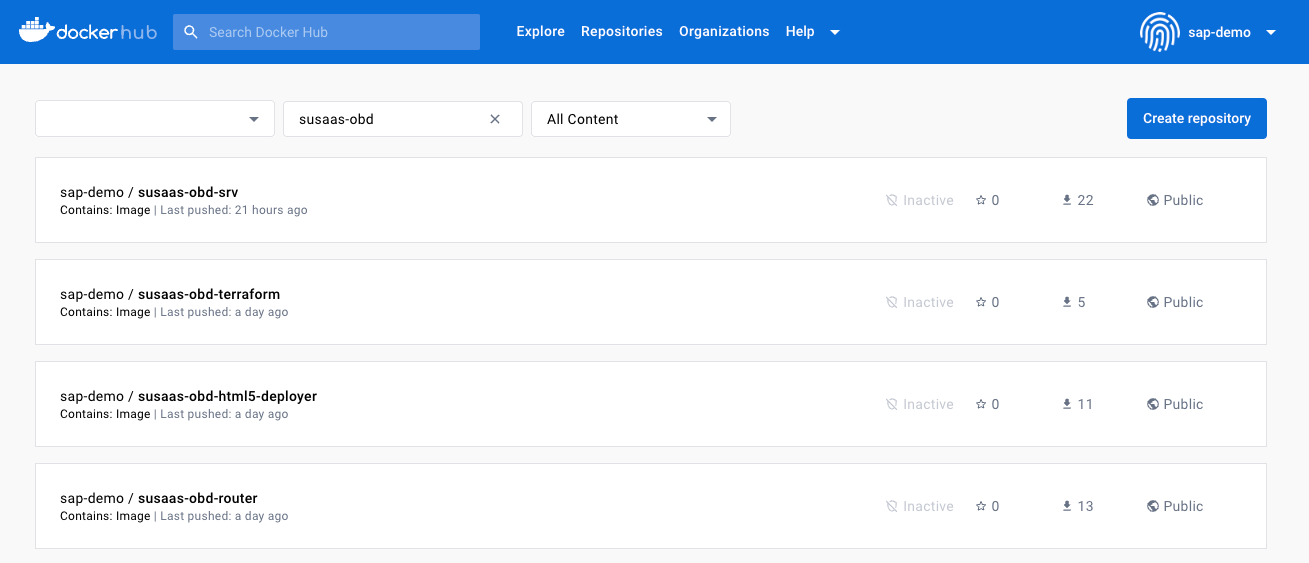 docker hub
Search Docker Hub
Explore Repositories Organizations Help
sap-demo
susaas-obd
All Content
Create repository
sap-demo / susaas-obd-srv
Contains: Image | Last pushed: 21 hours ago
Inactive 0 22 Public
sap-demo / susaas-obd-terraform
Contains: Image | Last pushed: a day ago
Inactive 0 5 Public
sap-demo / susaas-obd-html5-deployer
Contains: Image | Last pushed: a day ago
Inactive 0 11 Public
sap-demo / susaas-obd-router
Contains: Image | Last pushed: a day ago
Inactive 0 13 Public